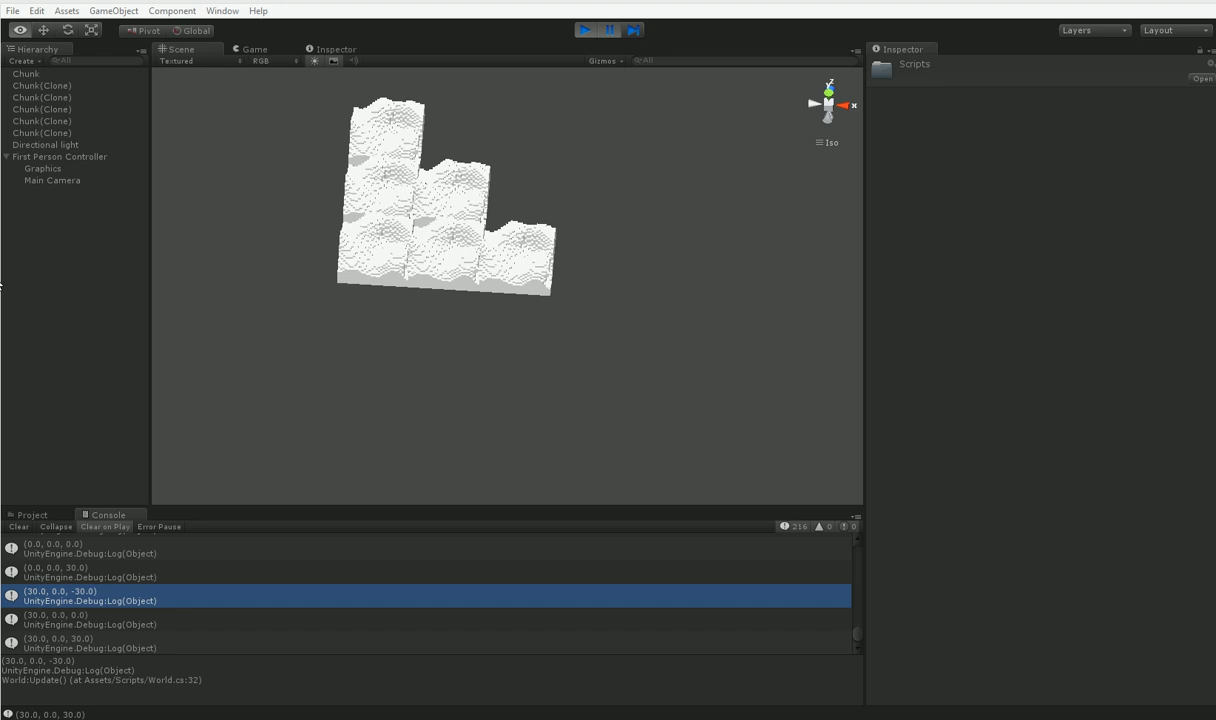 File Edit Assets GameObject Component Window Help
Pivot Global Layers Layout
Hierarchy Scene Game Inspector Inspector
Create All Textured RGB Gizmos All Scripts
Open
Chunk
Chunk(Clone)
Chunk(Clone)
Chunk(Clone)
Chunk(Clone)
Chunk(Clone)
Directional light
First Person Controller
Graphics
Main Camera
x
Iso
Project Console
Clear Collapse Clear on Play Error Pause 216 0 0
(0.0, 0.0, 0.0)
UnityEngine.Debug:Log(Object)
(0.0, 0.0, 30.0)
UnityEngine.Debug:Log(Object)
(30.0, 0.0, -30.0)
UnityEngine.Debug:Log(Object)
(30.0, 0.0, 0.0)
UnityEngine.Debug:Log(Object)
(30.0, 0.0, 30.0)
UnityEngine.Debug:Log(Object)
(30.0, 0.0, -30.0)
UnityEngine.Debug:Log(Object)
World:Update() (at Assets/Scripts/World.cs:32)
(30.0, 0.0, 30.0)